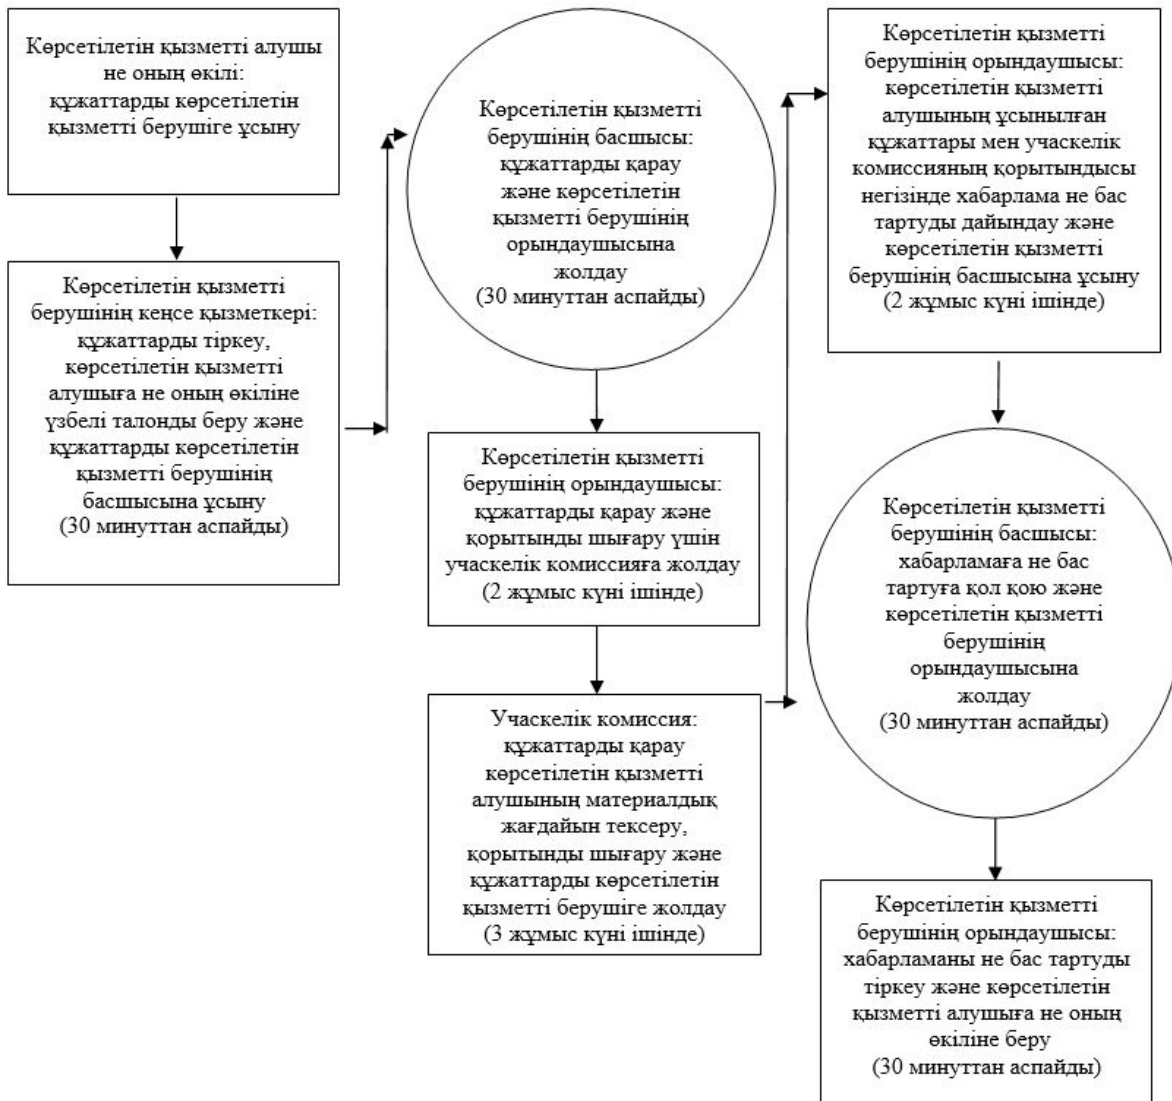 Көрсетілетін қызметті алушы
не оның өкілі:
құжаттарды көрсетілетін
қызметті берушіге ұсыну
Көрсетілетін қызметті
берушінің кеңсе қызметкері:
құжаттарды тіркеу,
көрсетілетін қызметті
алушыға не оның өкіліне
үзбелі талонды беру және
құжаттарды көрсетілетін
қызметті берушінің
басшысына ұсыну
(30 минуттан аспайды)
Көрсетілетін қызметті
берушінің басшысы:
құжаттарды қарау
және көрсетілетін
қызметті берушінің
орындаушысына
жолдау
(30 минуттан аспайды)
Көрсетілетін қызметті
берушінің орындаушысы:
құжаттарды қарау және
қорытынды шығару үшін
учаскелік комиссияға жолдау
(2 жұмыс күні ішінде)
Учаскелік комиссия:
құжаттарды қарау
көрсетілетін қызметті
алушының материалдық
жағдайын тексеру,
қорытынды шығару және
құжаттарды көрсетілетін
қызметті берушіге жолдау
(3 жұмыс күні ішінде)
Көрсетілетін қызметті
берушінің орындаушысы:
көрсетілетін қызметті
алушының ұсынылған
құжаттары мен учаскелік
комиссияның қорытындысы
негізінде хабарлама не бас
тартуды дайындау және
көрсетілетін қызметті
берушінің басшысына ұсыну
(2 жұмыс күні ішінде)
Көрсетілетін қызметті
берушінің басшысы:
хабарламаға не бас
тартуға қол қою және
көрсетілетін қызметті
берушінің
орындаушысына
жолдау
(30 минуттан аспайды)
Көрсетілетін қызметті
берушінің орындаушысы:
хабарламаны не бас тартуды
тіркеу және көрсетілетін
қызметті алушыға не оның
өкіліне беру
(30 минуттан аспайды)